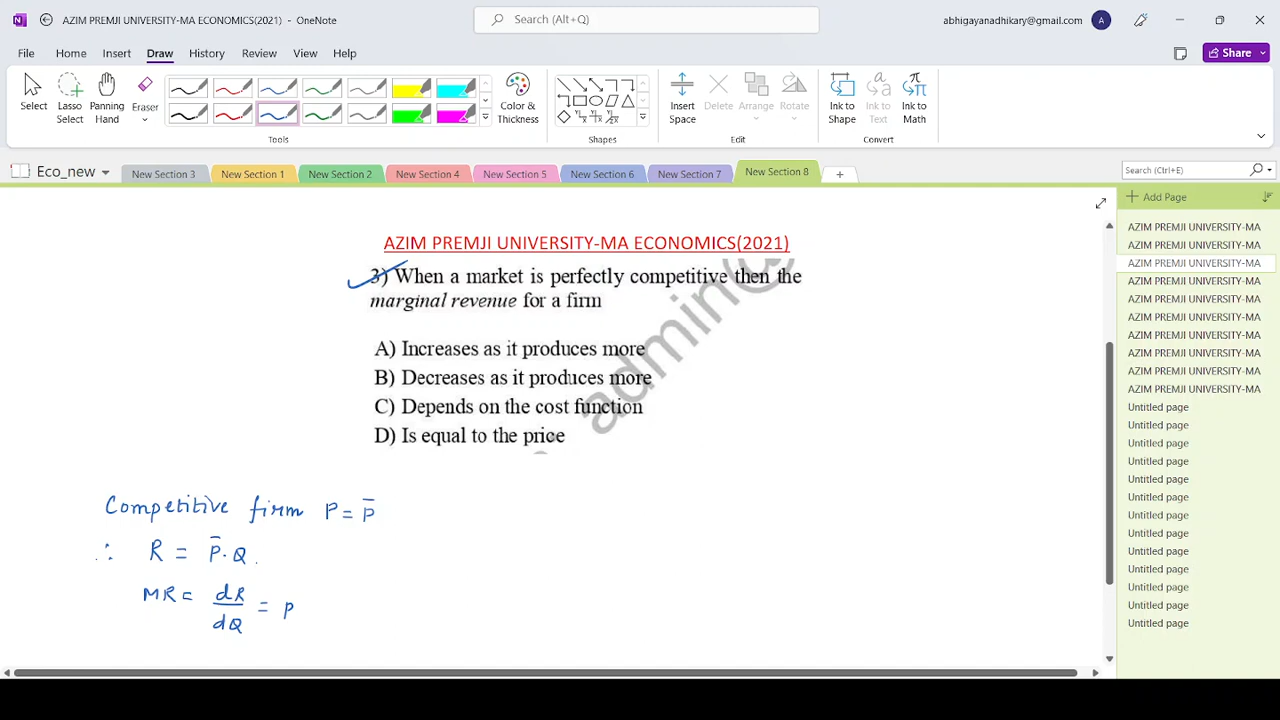 AZIM PREMJI UNIVERSITY-MA ECONOMICS(2021) - OneNote
Search (Alt+Q)
abhigayanadhikary@gmail.com A
File Home Insert Draw History Review View Help
Share
Select Lasso Select Panning Hand Eraser
Color & Thickness
Insert Space Delete Arrange Rotate
Ink to Shape Ink to Text Ink to Math
Tools Shapes Edit Convert
Eco_new New Section 3 New Section 1 New Section 2 New Section 4 New Section 5 New Section 6 New Section 7 New Section 8 +
Search (Ctrl+E)
Add Page
AZIM PREMJI UNIVERSITY-MA ECONOMICS(2021)
3) When a market is perfectly competitive then the
marginal revenue for a firm
A) Increases as it produces more
B) Decreases as it produces more
C) Depends on the cost function
D) Is equal to the price
admin@
Competitive firm P = p̄
∴ R = p̄ . Q .
MR = dR/dQ = p
AZIM PREMJI UNIVERSITY-MA
AZIM PREMJI UNIVERSITY-MA
AZIM PREMJI UNIVERSITY-MA
AZIM PREMJI UNIVERSITY-MA
AZIM PREMJI UNIVERSITY-MA
AZIM PREMJI UNIVERSITY-MA
AZIM PREMJI UNIVERSITY-MA
AZIM PREMJI UNIVERSITY-MA
AZIM PREMJI UNIVERSITY-MA
AZIM PREMJI UNIVERSITY-MA
Untitled page
Untitled page
Untitled page
Untitled page
Untitled page
Untitled page
Untitled page
Untitled page
Untitled page
Untitled page
Untitled page
Untitled page
Untitled page